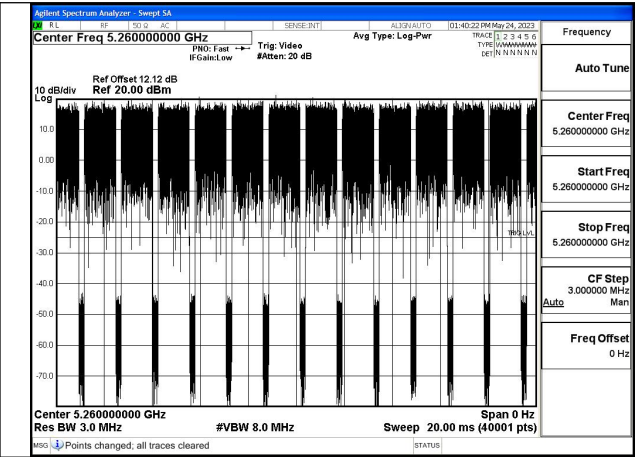 Agilent Spectrum Analyzer - Swept SA
RL RF 50 Ω AC SENSE:INT ALIGN AUTO 01:40:22 PM May 24, 2023
Center Freq 5.260000000 GHz
PNO: Fast
IFGain:Low
Trig: Video
#Atten: 20 dB
Avg Type: Log-Pwr
TRACE 1 2 3 4 5 6
TYPE
DET N N N N N N
Ref Offset 12.12 dB
10 dB/div Ref 20.00 dBm
Log
10.0
0.00
-10.0
-20.0
TRIG LVL
-30.0
-40.0
-50.0
-60.0
-70.0
Center 5.260000000 GHz Span 0 Hz
Res BW 3.0 MHz #VBW 8.0 MHz Sweep 20.00 ms (40001 pts)
MSG Points changed; all traces cleared STATUS
Frequency
Auto Tune
Center Freq
5.260000000 GHz
Start Freq
5.260000000 GHz
Stop Freq
5.260000000 GHz
CF Step
3.000000 MHz
Auto Man
Freq Offset
0 Hz